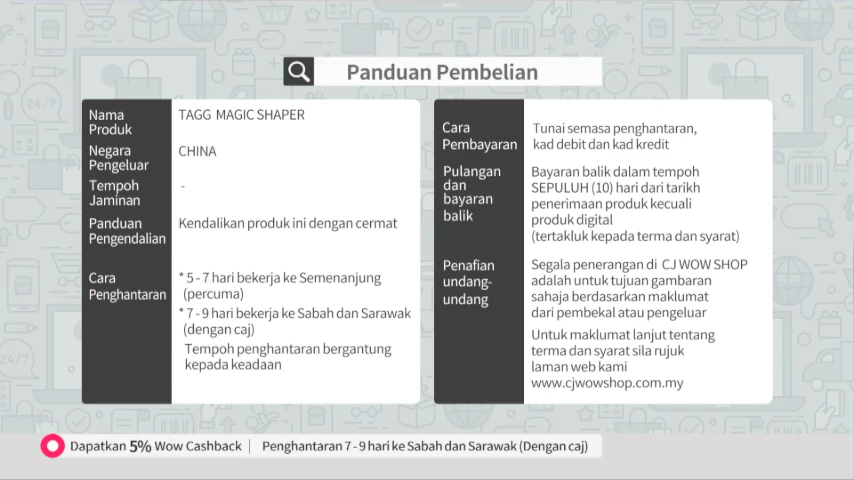 Panduan Pembelian
Nama
Produk
TAGG MAGIC SHAPER
Negara
Pengeluar
CHINA
Tempoh
Jaminan
-
Panduan
Pengendalian
Kendalikan produk ini dengan cermat
Cara
Penghantaran
* 5 - 7 hari bekerja ke Semenanjung
(percuma)
* 7 - 9 hari bekerja ke Sabah dan Sarawak
(dengan caj)
Tempoh penghantaran bergantung
kepada keadaan
Cara
Pembayaran
Tunai semasa penghantaran,
kad debit dan kad kredit
Pulangan
dan
bayaran
balik
Bayaran balik dalam tempoh
SEPULUH (10) hari dari tarikh
penerimaan produk kecuali
produk digital
(tertakluk kepada terma dan syarat)
Penafian
undang-
undang
Segala penerangan di CJ WOW SHOP
adalah untuk tujuan gambaran
sahaja berdasarkan maklumat
dari pembekal atau pengeluar
Untuk maklumat lanjut tentang
terma dan syarat sila rujuk
laman web kami
www.cjwowshop.com.my
24/7
24/7
Dapatkan 5% Wow Cashback | Penghantaran 7 - 9 hari ke Sabah dan Sarawak (Dengan caj)